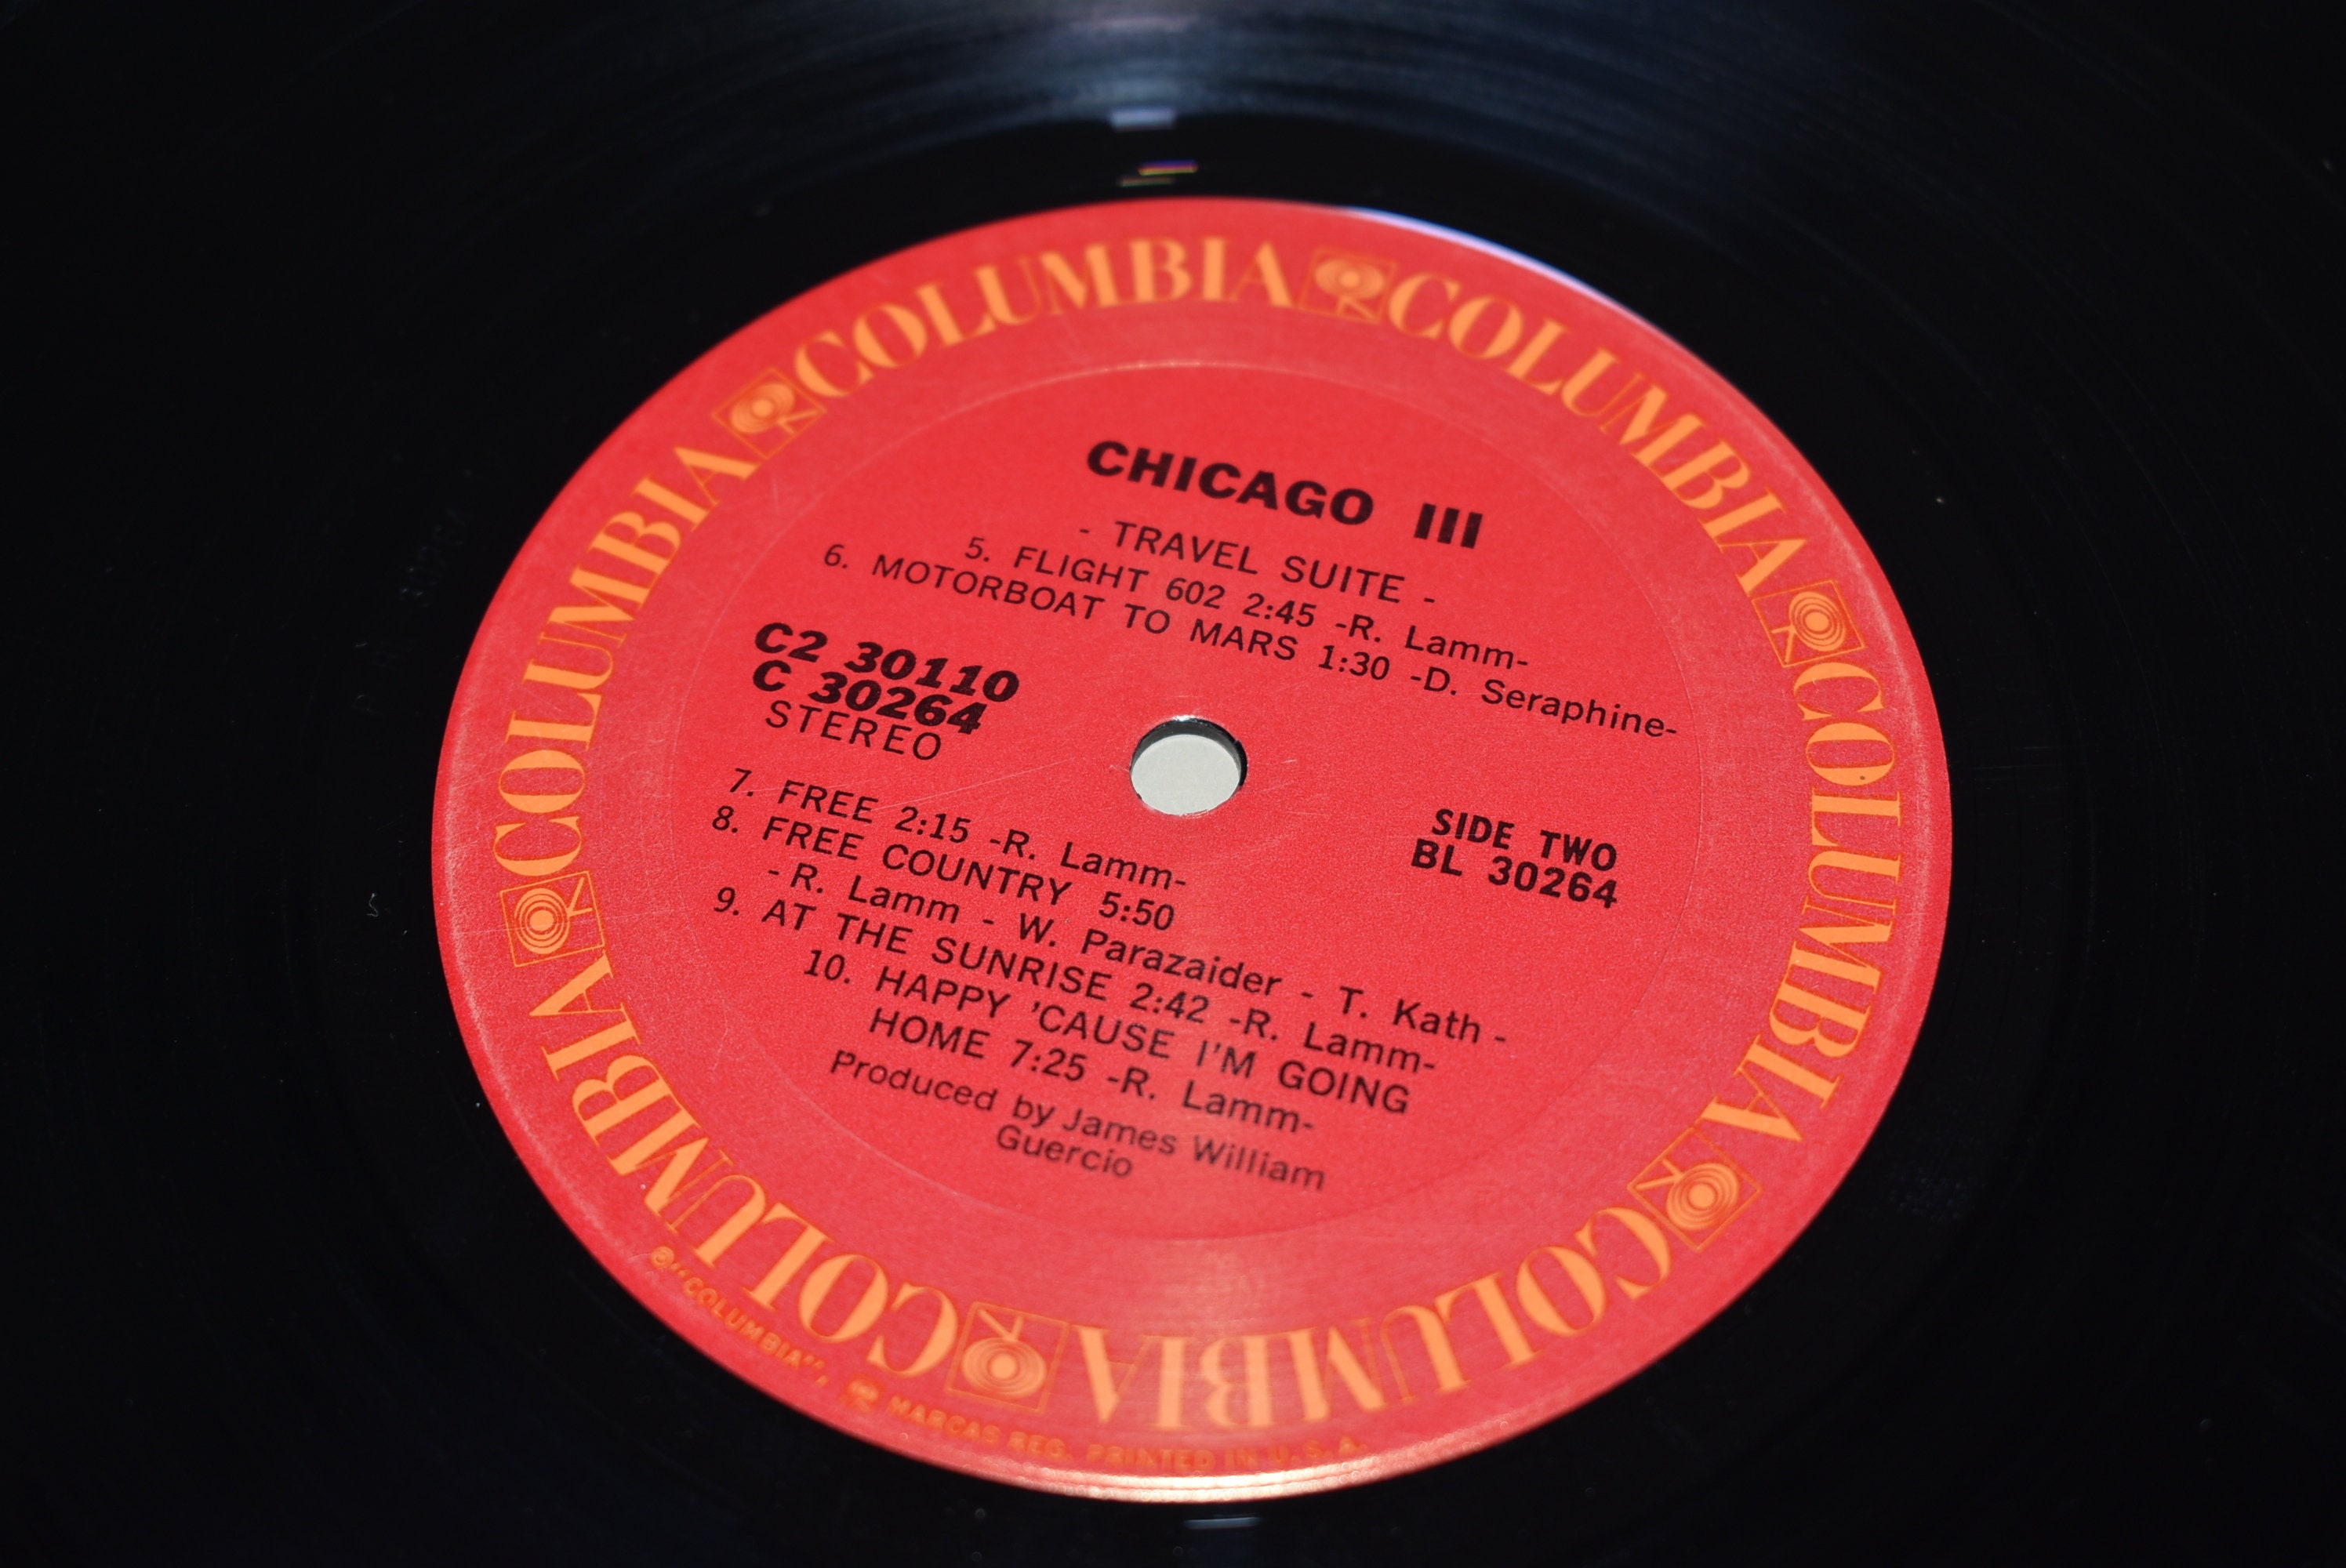 COLUMBIA COLUMBIA COLUMBIA COLUMBIA COLUMBIA COLUMBIA
CHICAGO III
- TRAVEL SUITE -
5. FLIGHT 602 2:45 -R. Lamm-
6. MOTORBOAT TO MARS 1:30 -D. Seraphine-
C2 30110
C 30264
STEREO
SIDE TWO
BL 30264
7. FREE 2:15 -R. Lamm-
8. FREE COUNTRY 5:50
-R. Lamm - W. Parazaider - T. Kath -
9. AT THE SUNRISE 2:42 -R. Lamm-
10. HAPPY 'CAUSE I'M GOING
HOME 7:25 -R. Lamm-
Produced by James William
Guercio
® "COLUMBIA", MARCAS REG. PRINTED IN U.S.A.